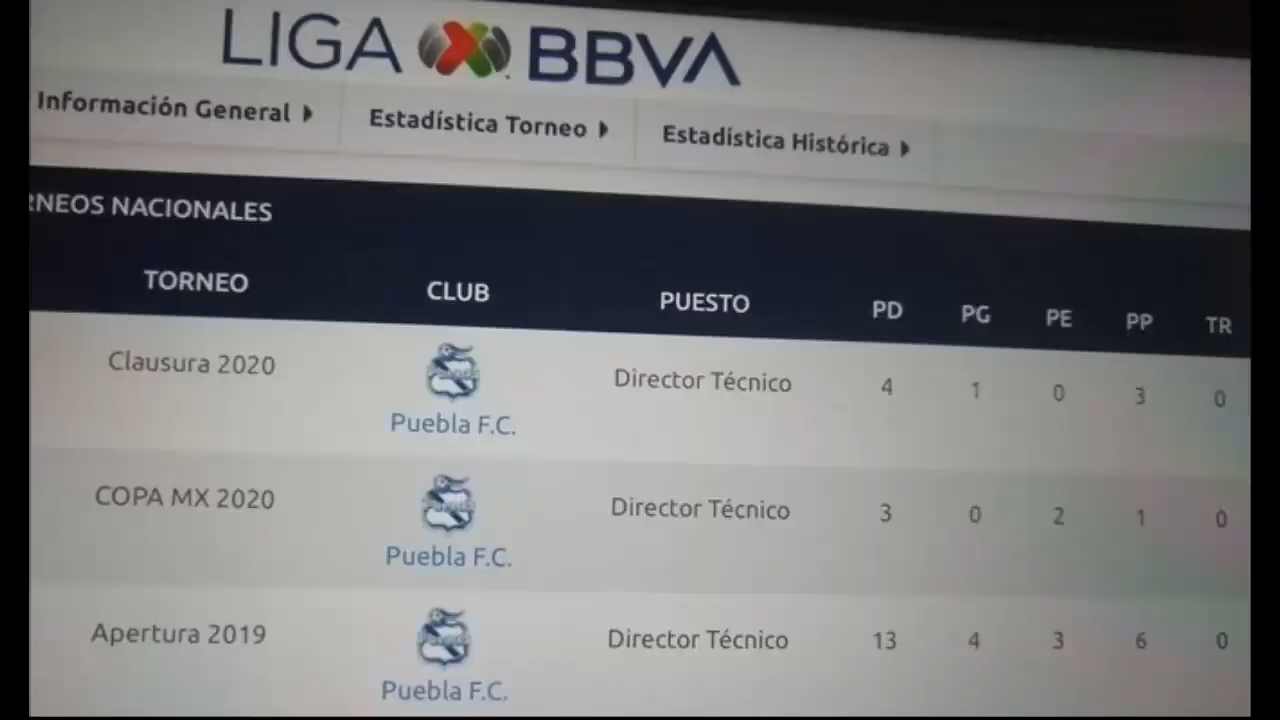 LIGA BBVA
Información General Estadística Torneo Estadística Histórica
RNEOS NACIONALES
TORNEO CLUB PUESTO PD PG PE PP TR
Clausura 2020 Puebla F.C. Director Técnico 4 1 0 3 0
COPA MX 2020 Puebla F.C. Director Técnico 3 0 2 1 0
Apertura 2019 Puebla F.C. Director Técnico 13 4 3 6 0